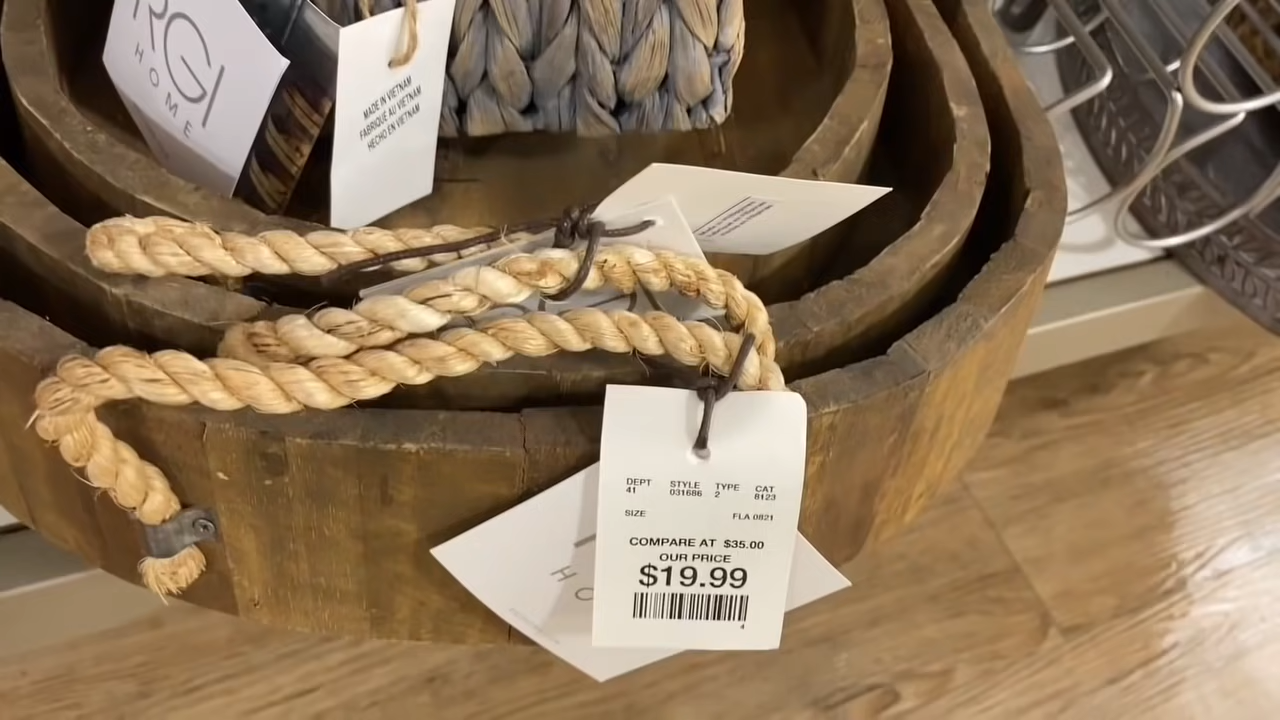 RGI
HOME
MADE IN VIETNAM
FABRIQUE AU VIETNAM
HECHO EN VIETNAM
DEPT STYLE TYPE CAT
41 031686 2 8123
SIZE FLA 0821
COMPARE AT $35.00
OUR PRICE
$19.99
4